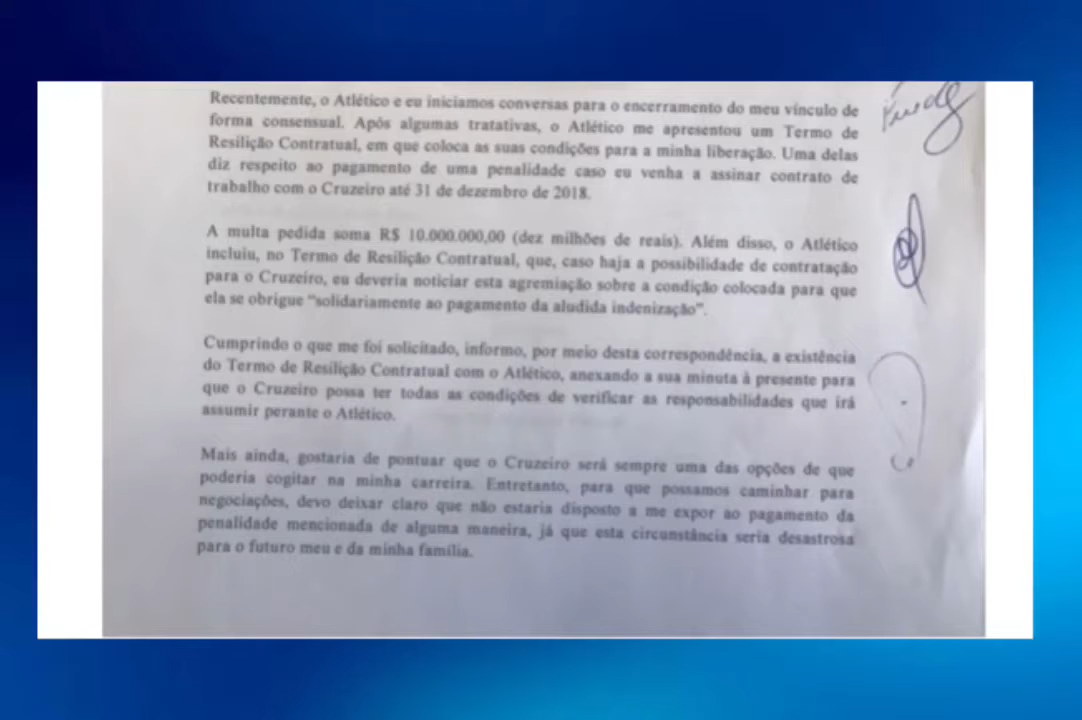 Recentemente, o Atlético e eu iniciamos conversas para o encerramento do meu vínculo de
forma consensual. Após algumas tratativas, o Atlético me apresentou um Termo de
Resilição Contratual, em que coloca as suas condições para a minha liberação. Uma delas
diz respeito ao pagamento de uma penalidade caso eu venha a assinar contrato de
trabalho com o Cruzeiro até 31 de dezembro de 2018.
A multa pedida soma R$ 10.000.000,00 (dez milhões de reais). Além disso, o Atlético
incluiu, no Termo de Resilição Contratual, que, caso haja a possibilidade de contratação
para o Cruzeiro, eu deveria noticiar esta agremiação sobre a condição colocada para que
ela se obrigue "solidariamente ao pagamento da aludida indenização".
Cumprindo o que me foi solicitado, informo, por meio desta correspondência, a existência
do Termo de Resilição Contratual com o Atlético, anexando a sua minuta à presente para
que o Cruzeiro possa ter todas as condições de verificar as responsabilidades que irá
assumir perante o Atlético.
Mais ainda, gostaria de pontuar que o Cruzeiro será sempre uma das opções de que
poderia cogitar na minha carreira. Entretanto, para que possamos caminhar para
negociações, devo deixar claro que não estaria disposto a me expor ao pagamento da
penalidade mencionada de alguma maneira, já que esta circunstância seria desastrosa
para o futuro meu e da minha família.